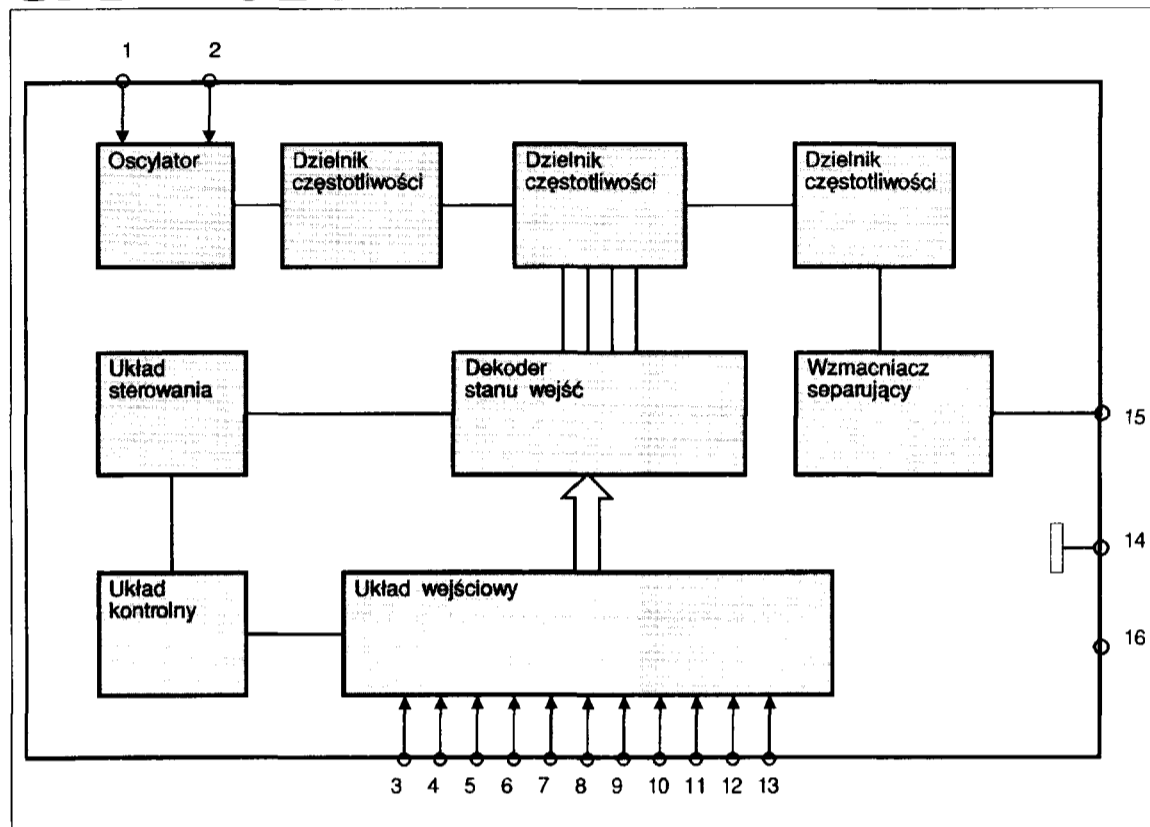 1 2
Oscylator
Dzielnik
częstotliwości
Dzielnik
częstotliwości
Dzielnik
częstotliwości
Układ
sterowania
Dekoder
stanu wejść
Wzmacniacz
separujący
15
14
Układ
kontrolny
Układ wejściowy
16
3 4 5 6 7 8 9 10 11 12 13